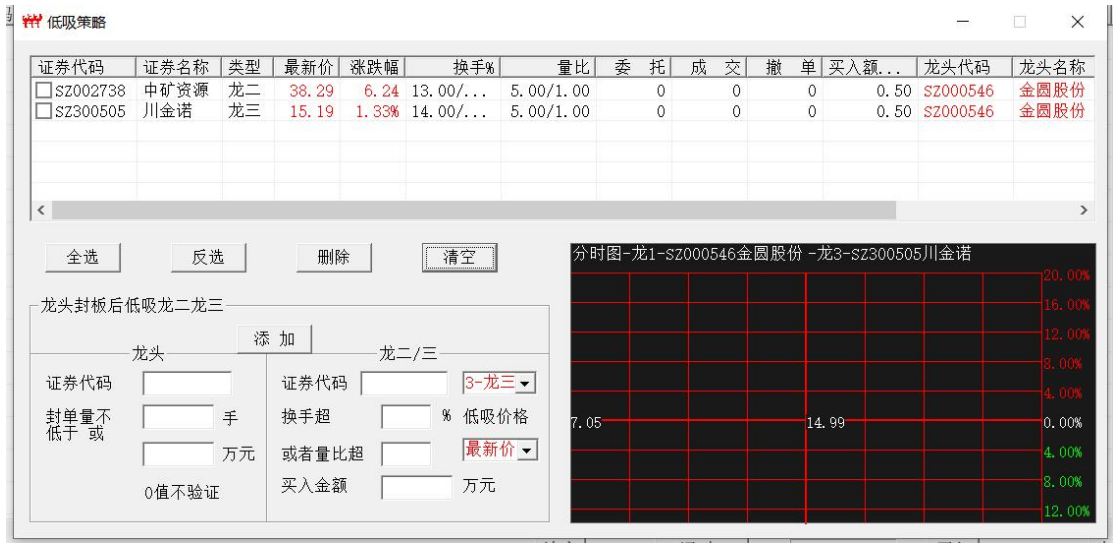 低吸策略
证券代码 证券名称 类型 最新价 涨跌幅 换手% 量比 委 托 成 交 撤 单 买入额... 龙头代码 龙头名称
SZ002738 中矿资源 龙二 38.29 6.24 13.00/... 5.00/1.00 0 0 0 0.50 SZ000546 金圆股份
SZ300505 川金诺 龙三 15.19 1.33% 14.00/... 5.00/1.00 0 0 0 0.50 SZ000546 金圆股份
全选 反选 删除 清空
分时图-龙1-SZ000546金圆股份 -龙3-SZ300505川金诺
20.00%
16.00%
12.00%
8.00%
4.00%
7.05 14.99 0.00%
4.00%
8.00%
12.00%
龙头封板后低吸龙二龙三
添 加
龙头 龙二/三
证券代码 证券代码 3-龙三
封单量不
低于 或 手 换手超 % 低吸价格
万元 或者量比超 最新价
0值不验证 买入金额 万元